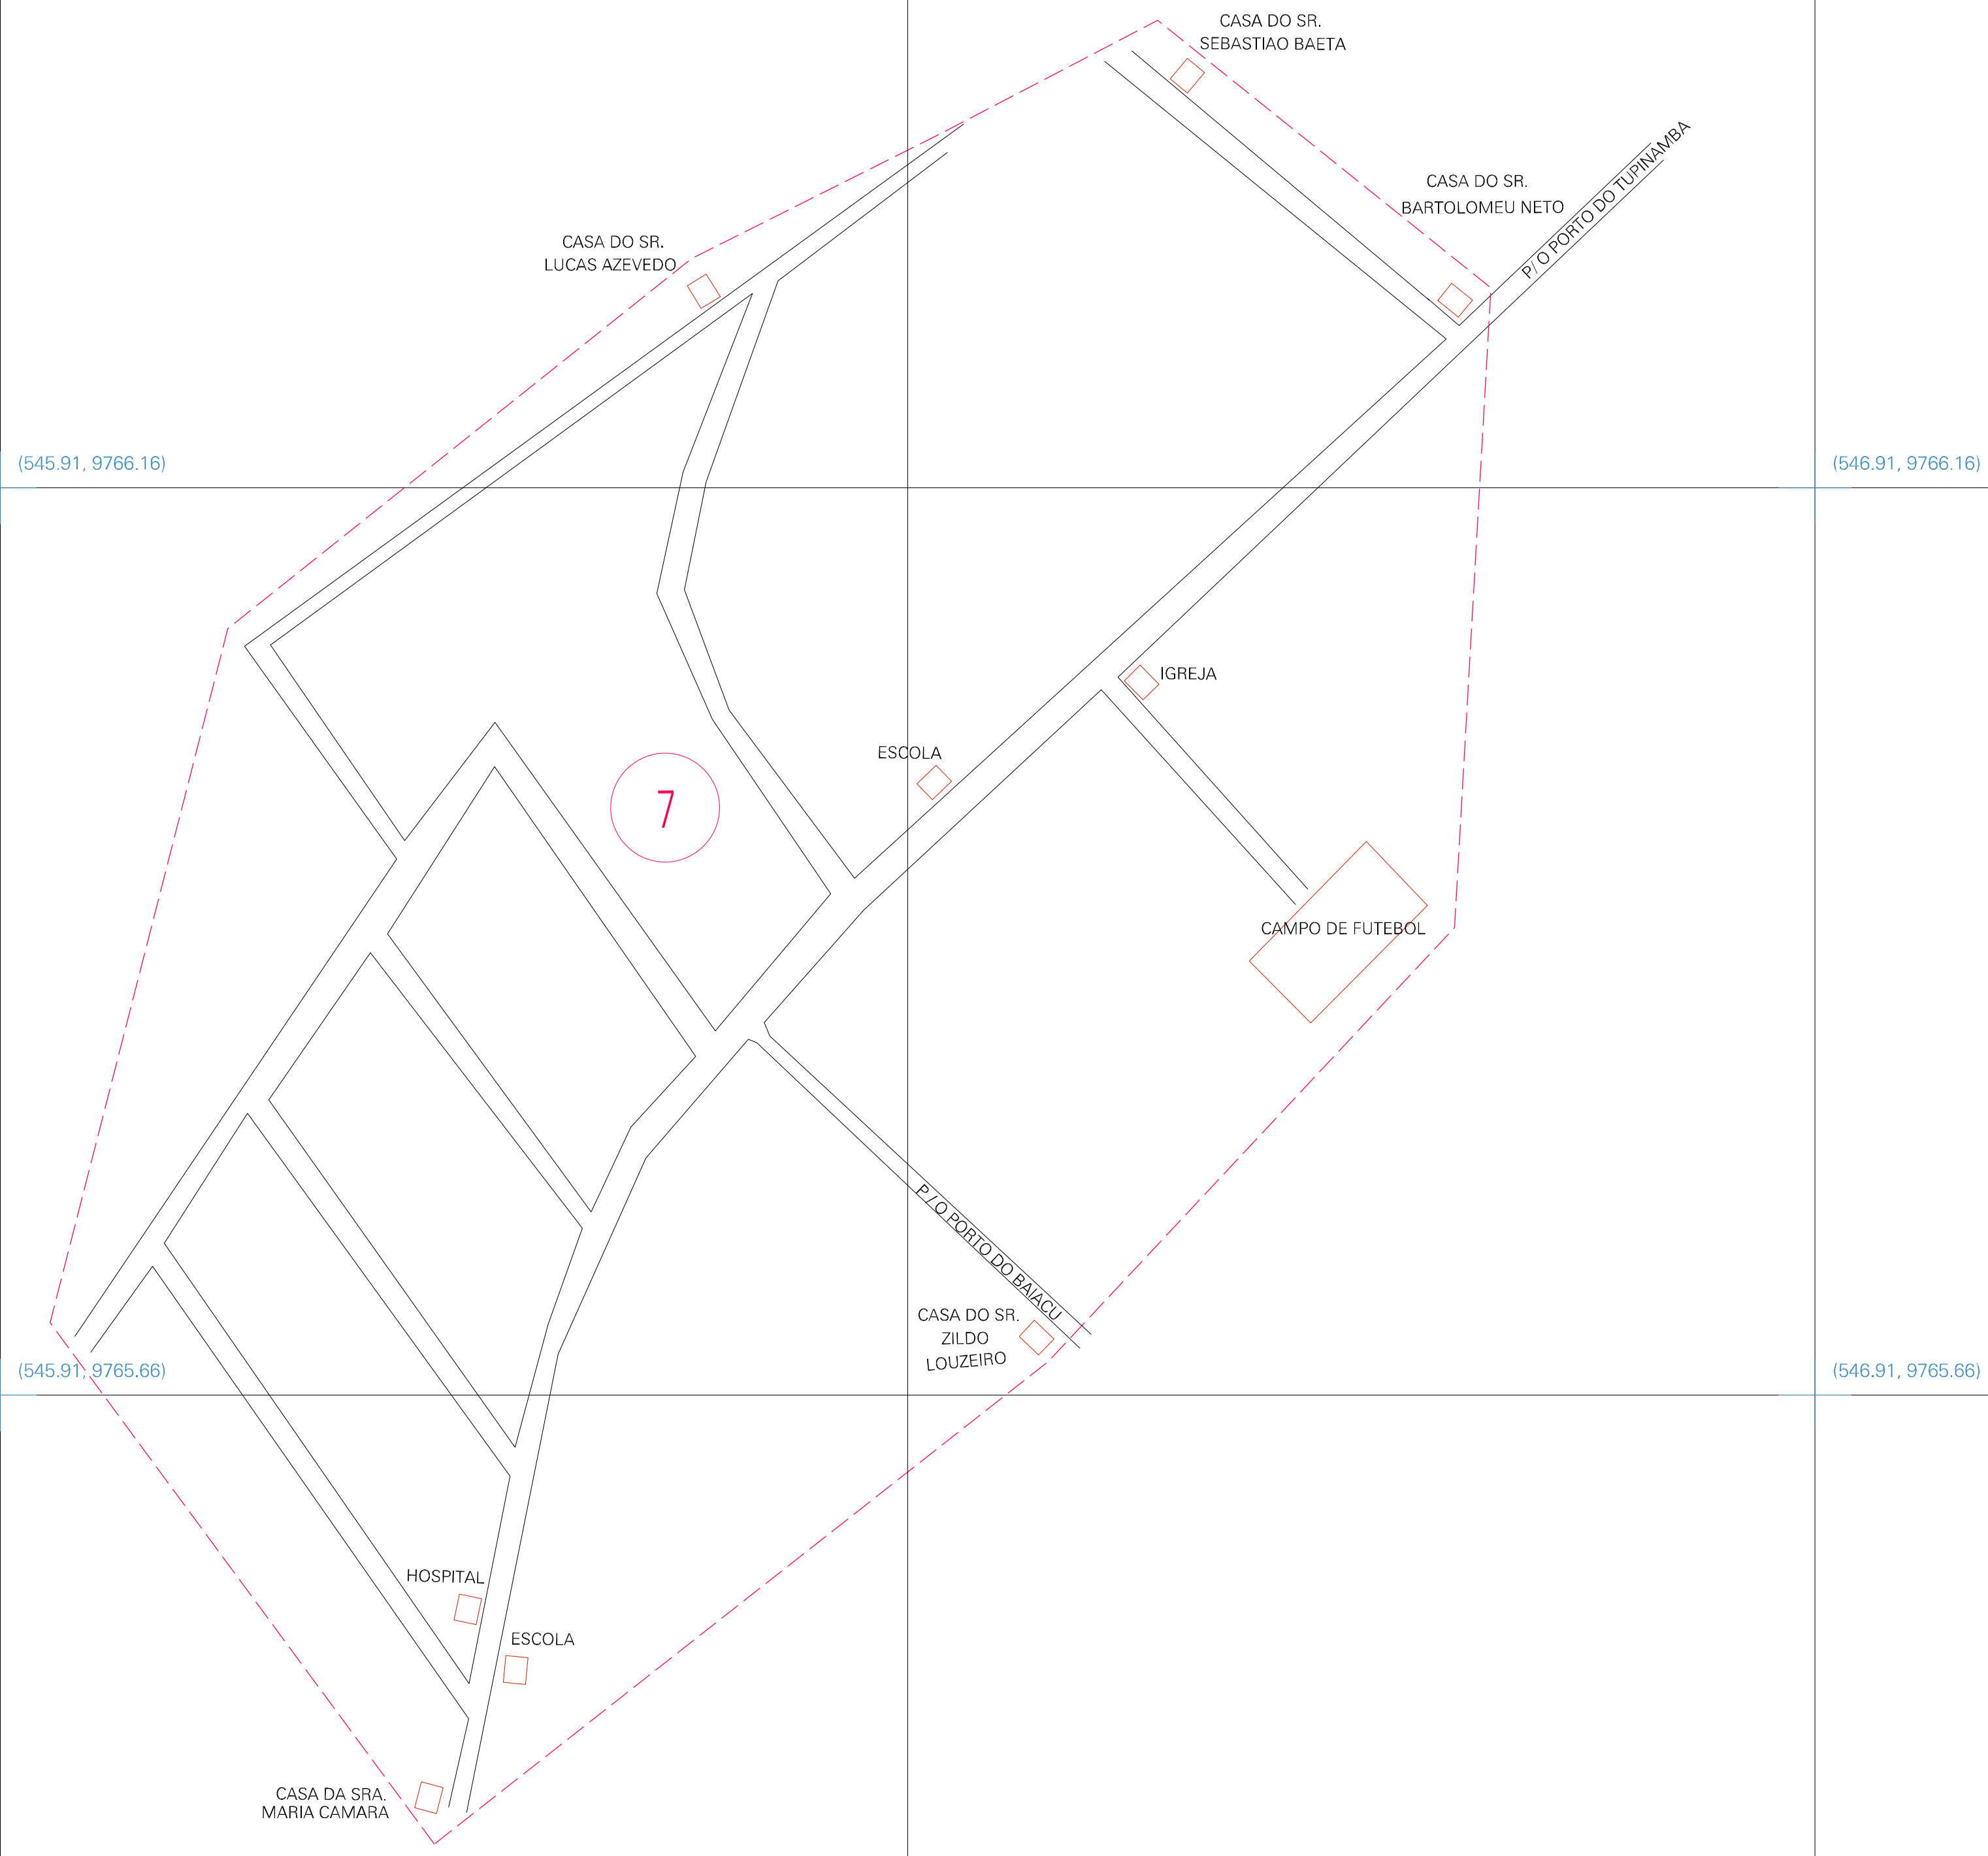 CASA DO SR.
SEBASTIAO BAETA
CASA DO SR.
BARTOLOMEU NETO
P/ O PORTO DO TUPINAMBA
CASA DO SR.
LUCAS AZEVEDO
(545.91, 9766.16)
(546.91, 9766.16)
IGREJA
ESCOLA
7
CAMPO DE FUTEBOL
P/O PORTO DO BAIACU
CASA DO SR.
ZILDO
LOUZEIRO
(545.91, 9765.66)
(546.91, 9765.66)
HOSPITAL
ESCOLA
CASA DA SRA.
MARIA CAMARA